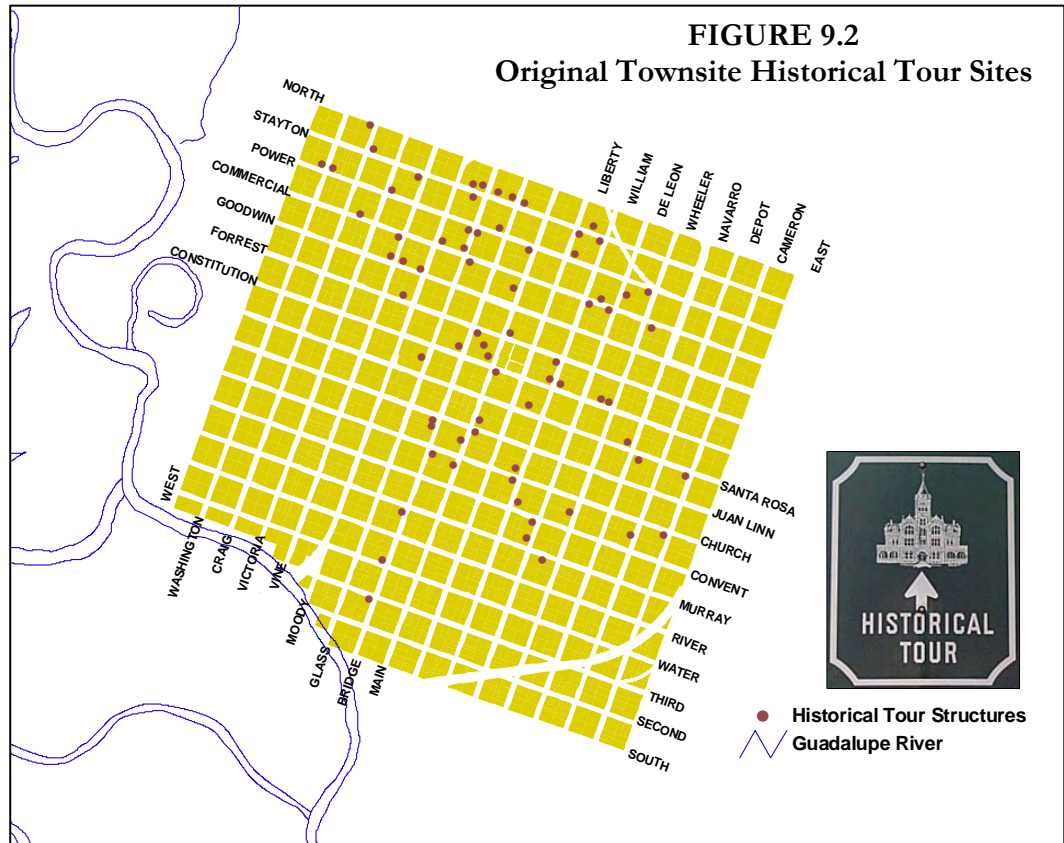 FIGURE 9.2
Original Townsite Historical Tour Sites
NORTH
STAYTON
POWER
COMMERCIAL
GOODWIN
FORREST
CONSTITUTION
LIBERTY
WILLIAM
DE LEON
WHEELER
NAVARRO
DEPOT
CAMERON
EAST
WEST
WASHINGTON
CRAIG
VICTORIA
VINE
MOODY
GLASS
BRIDGE
MAIN
SANTA ROSA
JUAN LINN
CHURCH
CONVENT
MURRAY
RIVER
WATER
THIRD
SECOND
SOUTH
HISTORICAL
TOUR
Historical Tour Structures
Guadalupe River